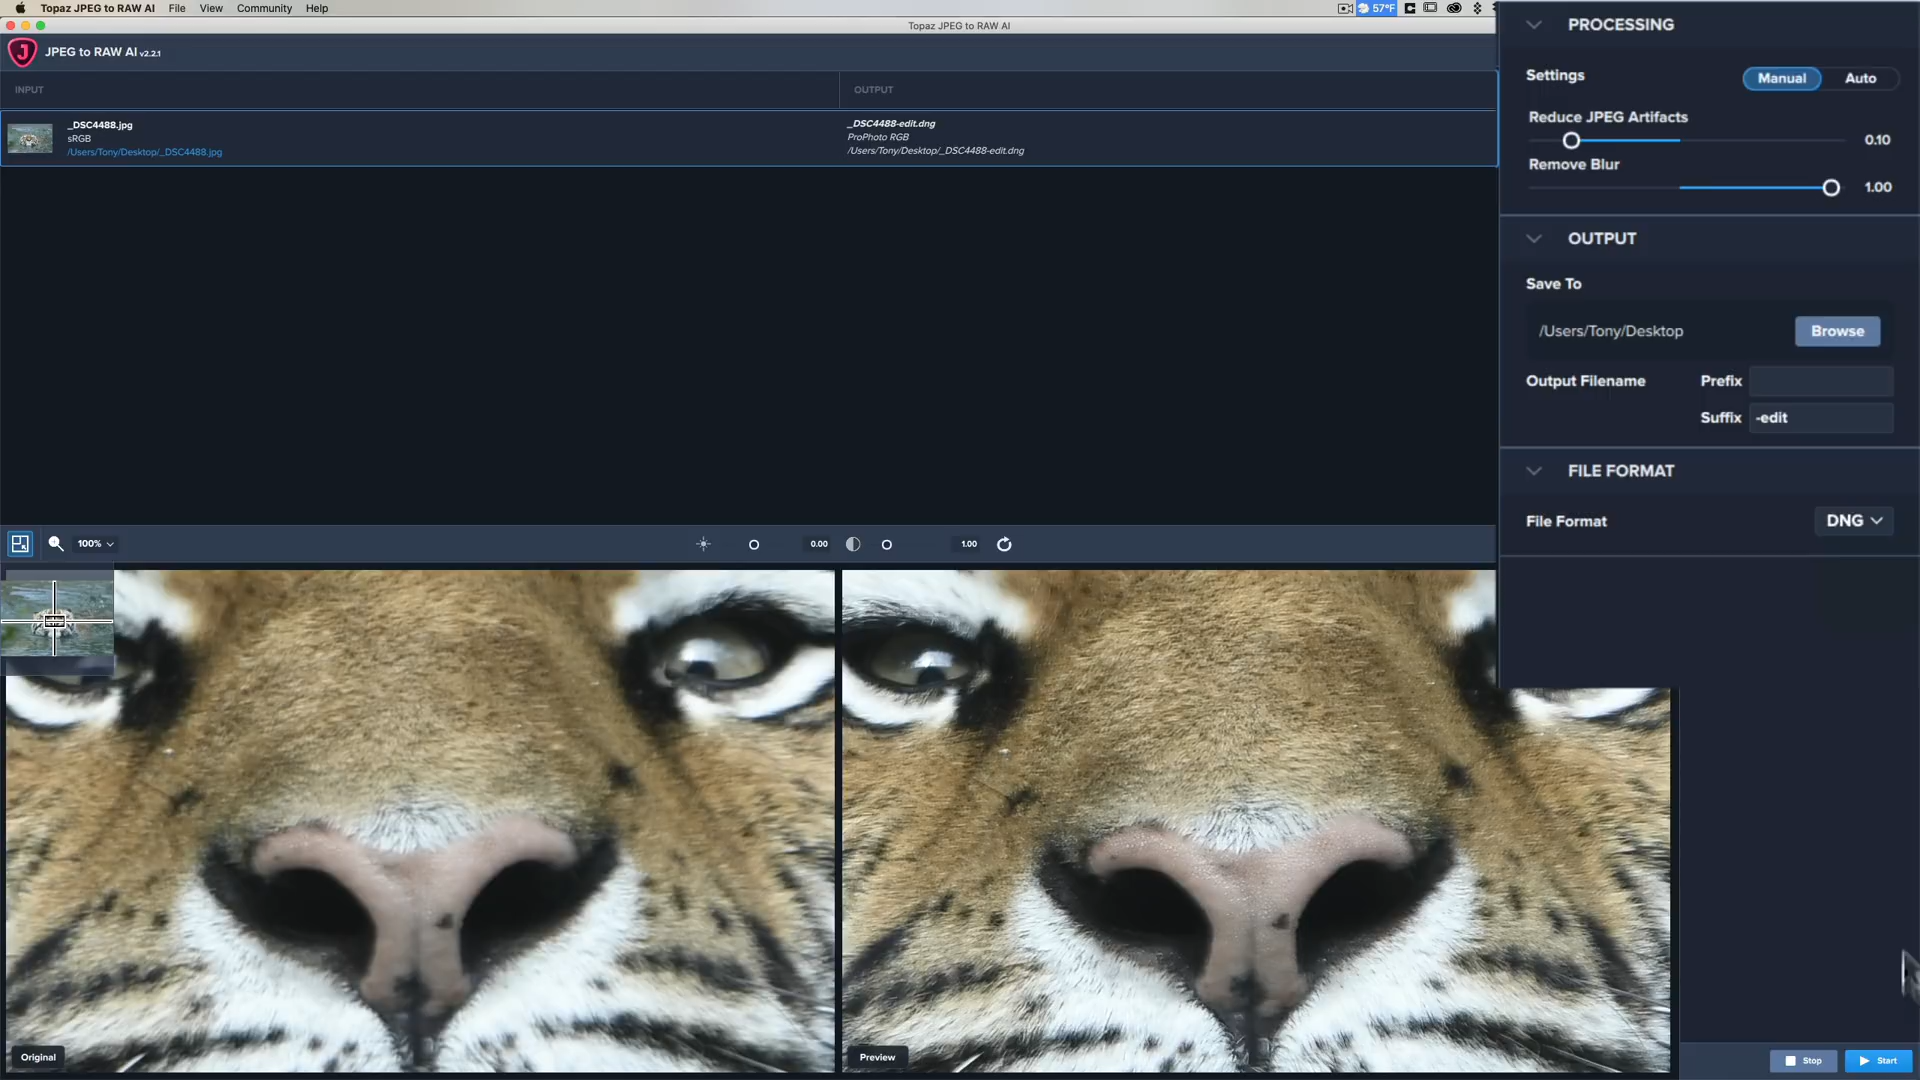 Topaz JPEG to RAW AI File View Community Help
57°F
Topaz JPEG to RAW AI
JPEG to RAW AI v2.2.1
INPUT
OUTPUT
_DSC4488.jpg
sRGB
/Users/Tony/Desktop/_DSC4488.jpg
_DSC4488-edit.dng
ProPhoto RGB
/Users/Tony/Desktop/_DSC4488-edit.dng
PROCESSING
Settings
Manual
Auto
Reduce JPEG Artifacts
0.10
Remove Blur
1.00
OUTPUT
Save To
/Users/Tony/Desktop
Browse
Output Filename
Prefix
Suffix
-edit
FILE FORMAT
File Format
DNG
100%
0.00
1.00
Original
Preview
Stop
Start